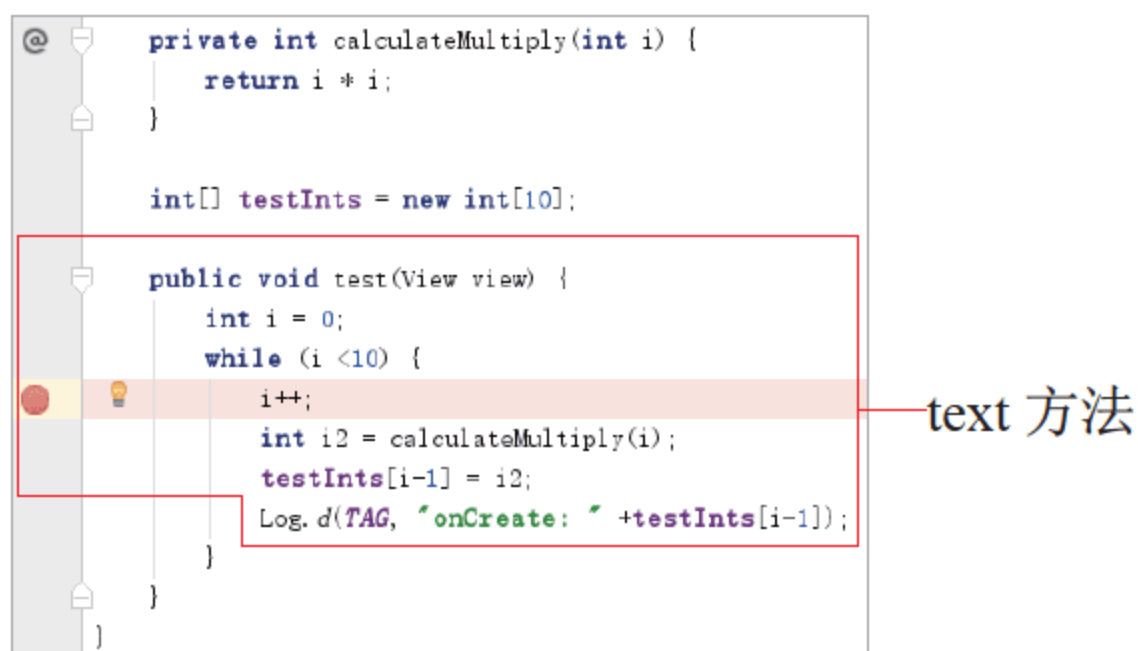 @ private int calculateMultiply(int i) {
return i * i;
}
int[] testInts = new int[10];
public void test(View view) {
int i = 0;
while (i <10) {
i++;
int i2 = calculateMultiply(i);
testInts[i-1] = i2;
Log.d(TAG, "onCreate: " +testInts[i-1]);
}
}
}
text 方法